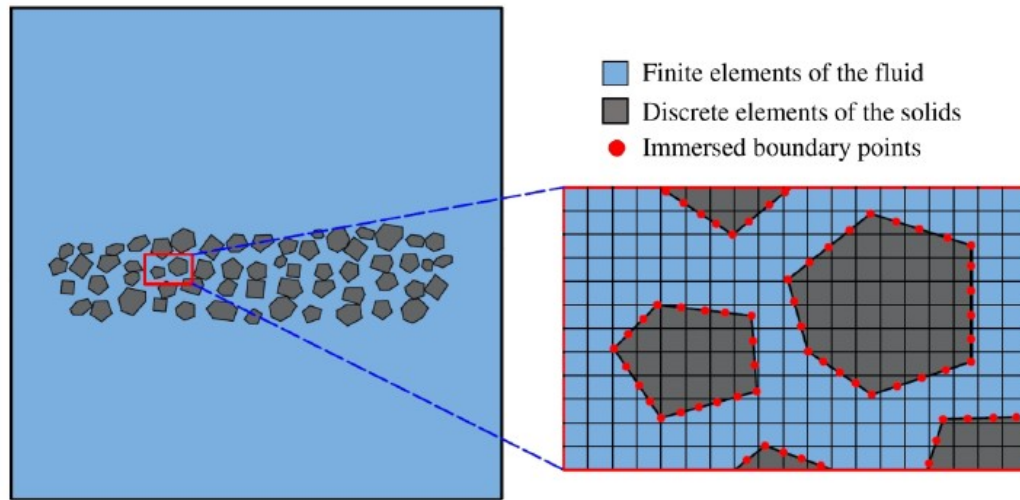 Finite elements of the fluid
Discrete elements of the solids
Immersed boundary points